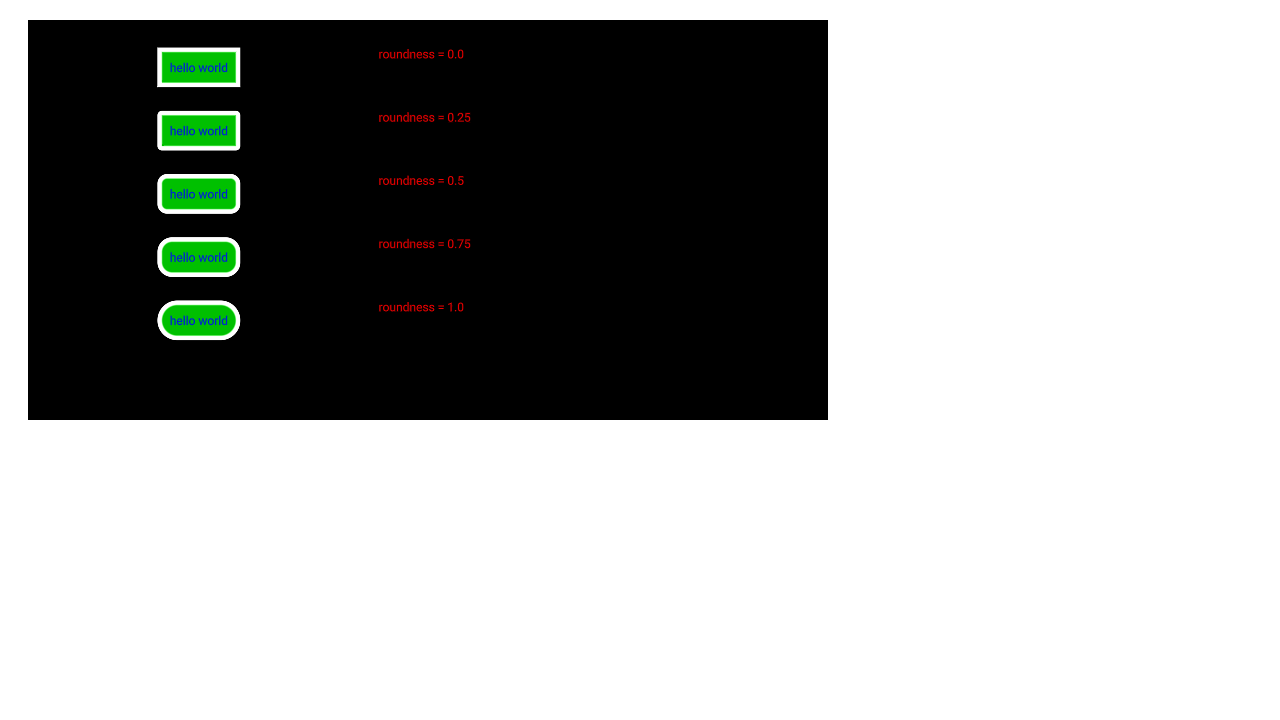 hello world roundness = 0.0
hello world roundness = 0.25
hello world roundness = 0.5
hello world roundness = 0.75
hello world roundness = 1.0